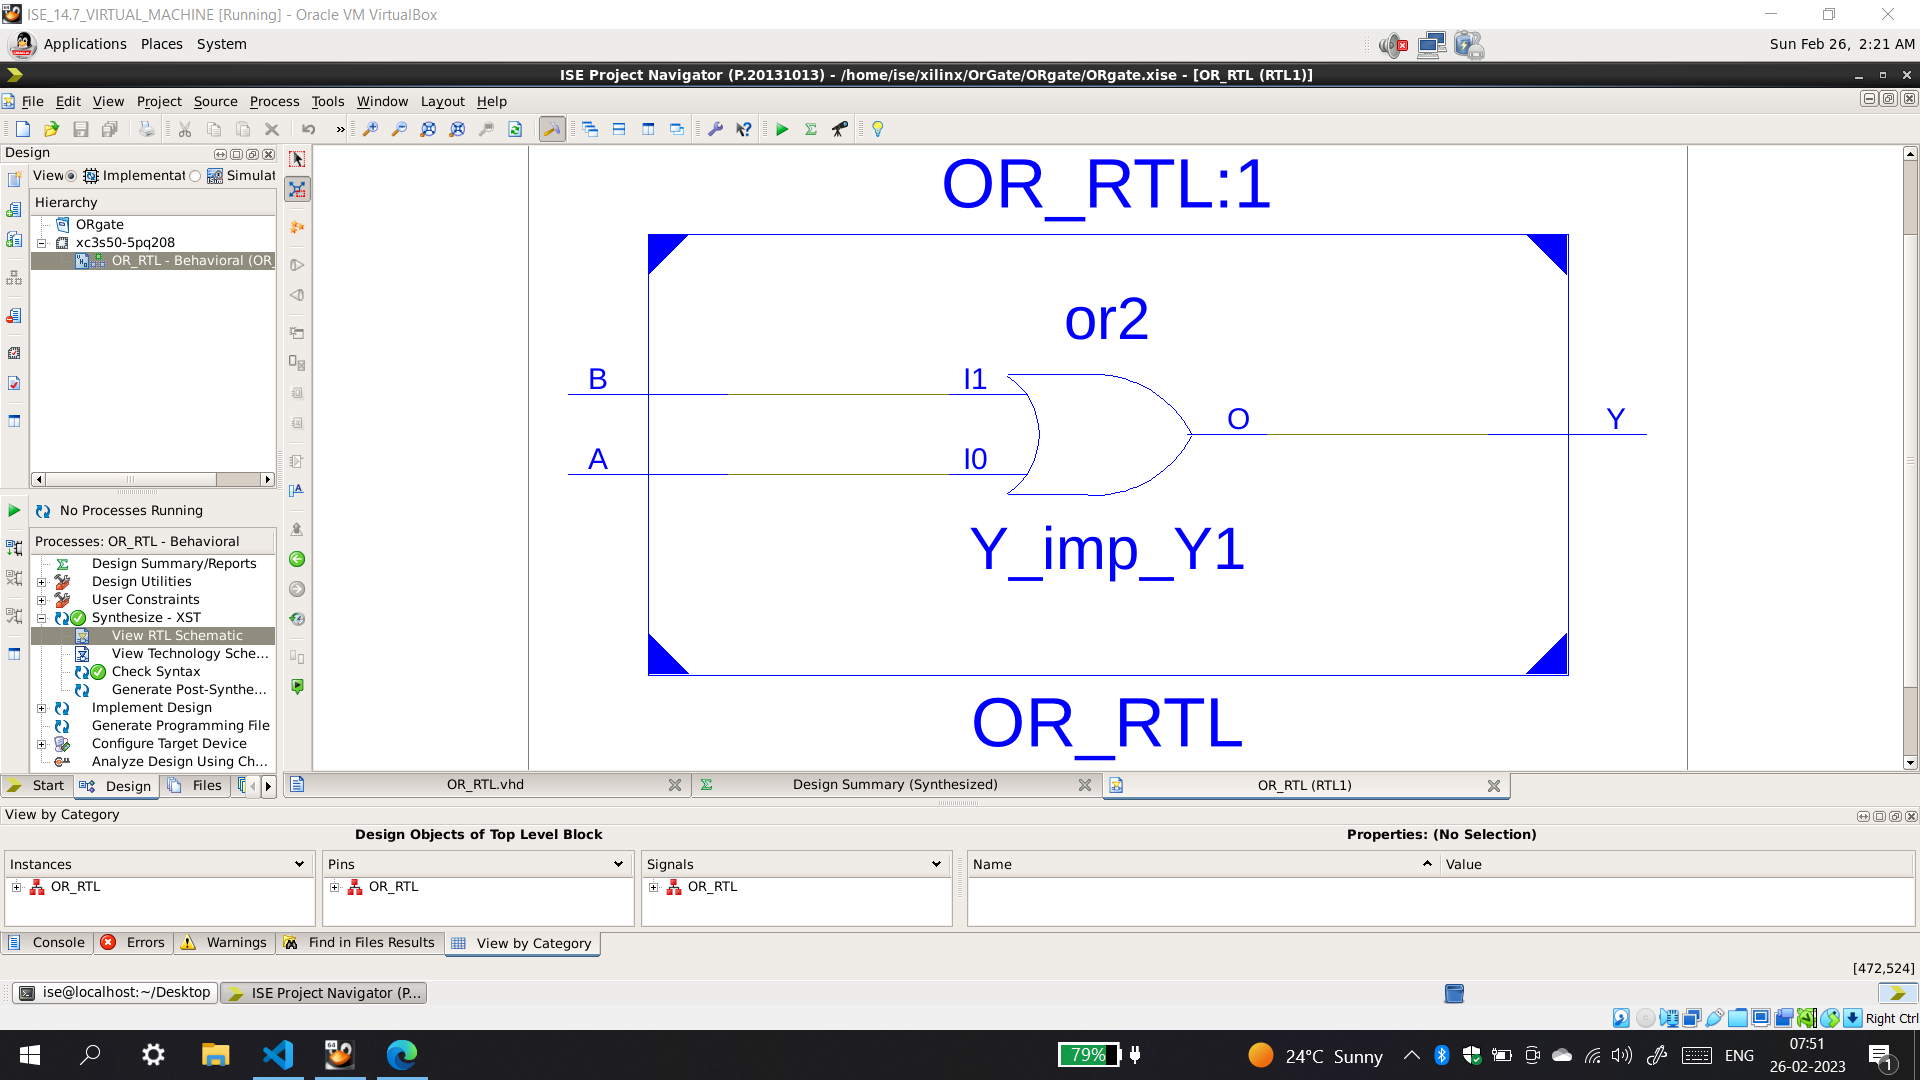 ISE_14.7_VIRTUAL_MACHINE [Running] - Oracle VM VirtualBox
Applications Places System
Sun Feb 26, 2:21 AM
ISE Project Navigator (P.20131013) - /home/ise/xilinx/OrGate/ORgate/ORgate.xise - [OR_RTL (RTL1)]
File Edit View Project Source Process Tools Window Layout Help
Design
View Implementat Simulat
Hierarchy
ORgate
xc3s50-5pq208
OR_RTL - Behavioral (OR_
No Processes Running
Processes: OR_RTL - Behavioral
Design Summary/Reports
Design Utilities
User Constraints
Synthesize - XST
View RTL Schematic
View Technology Sche...
Check Syntax
Generate Post-Synthe...
Implement Design
Generate Programming File
Configure Target Device
Analyze Design Using Ch...
Start Design Files
OR_RTL:1
or2
B I1
O Y
A I0
Y_imp_Y1
OR_RTL
OR_RTL.vhd
Design Summary (Synthesized)
OR_RTL (RTL1)
View by Category
Design Objects of Top Level Block
Properties: (No Selection)
Instances Pins Signals Name Value
OR_RTL OR_RTL OR_RTL
Console Errors Warnings Find in Files Results View by Category
[472,524]
ise@localhost:~/Desktop
ISE Project Navigator (P...
Right Ctrl
79%
24°C Sunny
ENG
07:51
26-02-2023
1